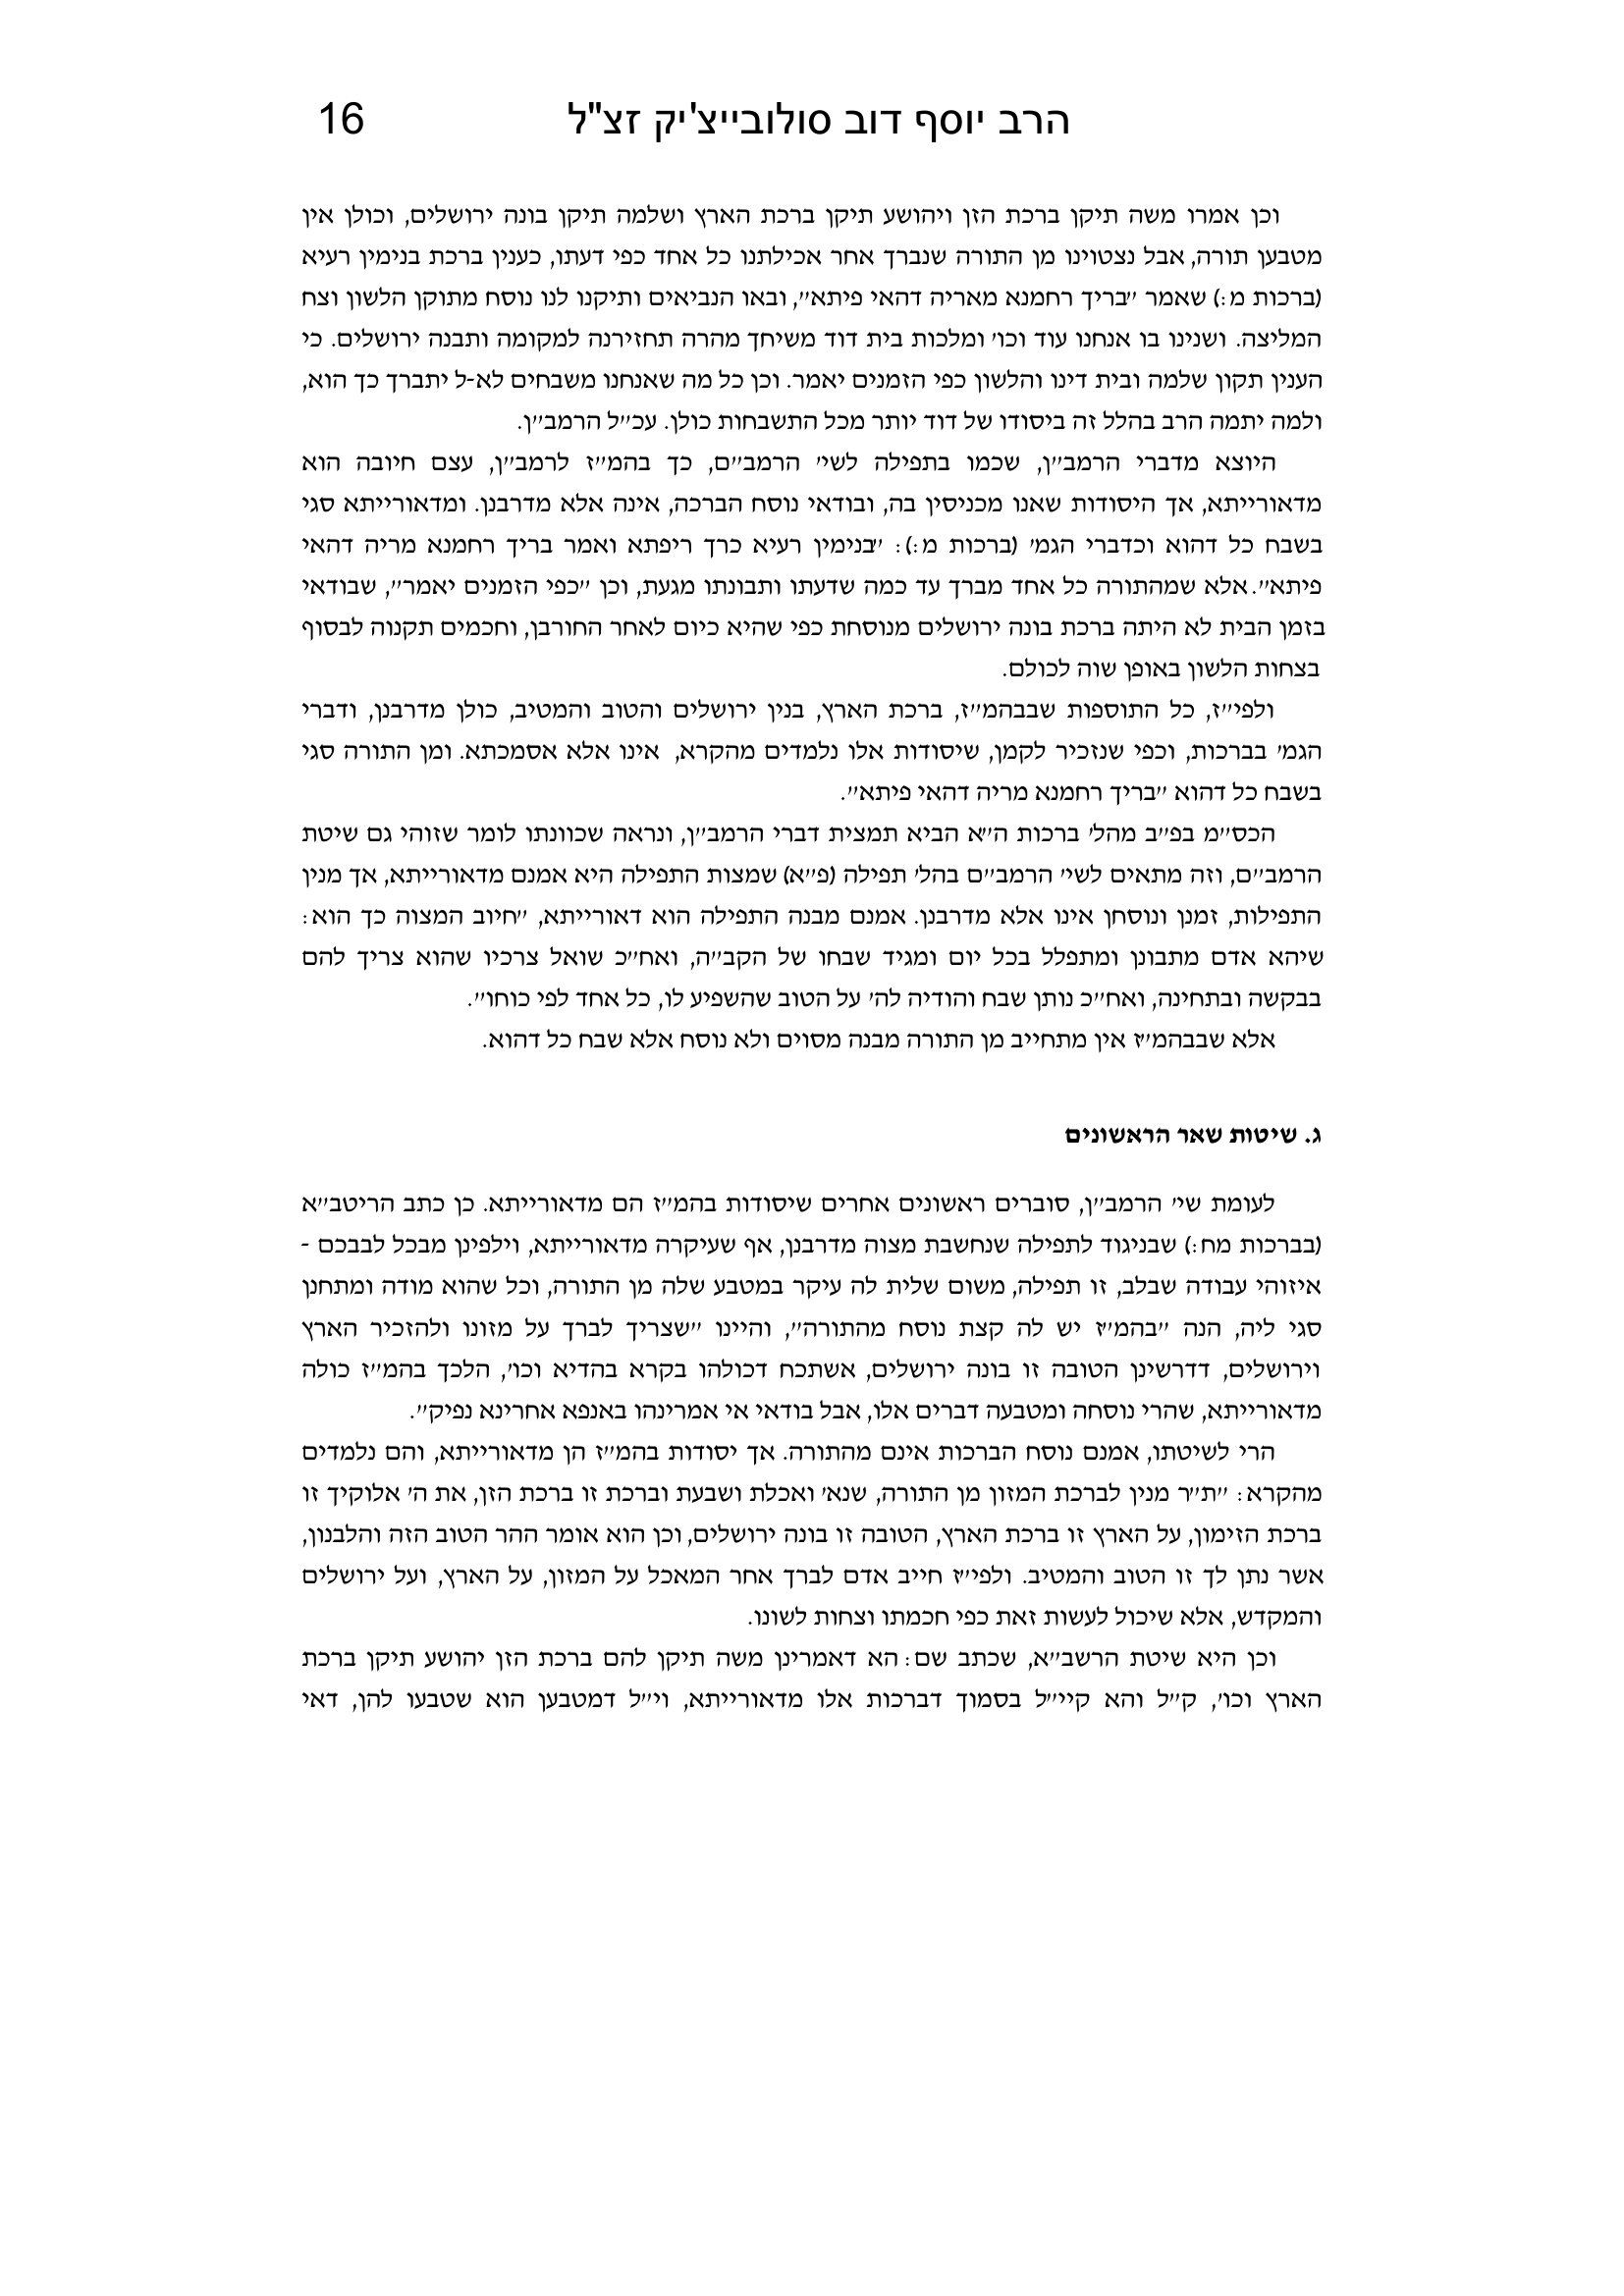 הרב יוסף דוב סולובייצ'יק זצ"ל 16
וכן אמרו משה תיקן ברכת הזן ויהושע תיקן ברכת הארץ ושלמה תיקן בונה ירושלים, וכולן אין
מטבען תורה, אבל נצטוינו מן התורה שנברך אחר אכילתנו כל אחד כפי דעתו, כענין ברכת בנימין רעיא
(ברכות מ:) שאמר ״בריך רחמנא מאריה דהאי פיתא״, ובאו הנביאים ותיקנו לנו נוסח מתוקן הלשון וצח
המליצה. ושנינו בו אנחנו עוד וכו׳ ומלכות בית דוד משיחך מהרה תחזירנה למקומה ותבנה ירושלים. כי
הענין תקון שלמה ובית דינו והלשון כפי הזמנים יאמר. וכן כל מה שאנחנו משבחים לא-ל יתברך כך הוא,
ולמה יתמה הרב בהלל זה ביסודו של דוד יותר מכל התשבחות כולן. עכ״ל הרמב״ן.
היוצא מדברי הרמב״ן, שכמו בתפילה לשי׳ הרמב״ם, כך בהמ״ז לרמב״ן, עצם חיובה הוא
מדאורייתא, אך היסודות שאנו מכניסין בה, ובודאי נוסח הברכה, אינה אלא מדרבנן. ומדאורייתא סגי
בשבח כל דהוא וכדברי הגמ׳ (ברכות מ:): ״בנימין רעיא כרך ריפתא ואמר בריך רחמנא מריה דהאי
פיתא״. אלא שמהתורה כל אחד מברך עד כמה שדעתו ותבונתו מגעת, וכן ״כפי הזמנים יאמר״, שבודאי
בזמן הבית לא היתה ברכת בונה ירושלים מנוסחת כפי שהיא כיום לאחר החורבן, וחכמים תקנוה לבסוף
בצחות הלשון באופן שוה לכולם.
ולפי״ז, כל התוספות שבבהמ״ז, ברכת הארץ, בנין ירושלים והטוב והמטיב, כולן מדרבנן, ודברי
הגמ׳ בברכות, וכפי שנזכיר לקמן, שיסודות אלו נלמדים מהקרא, אינו אלא אסמכתא. ומן התורה סגי
בשבח כל דהוא ״בריך רחמנא מריה דהאי פיתא״.
הכס״מ בפ״ב מהל׳ ברכות ה״א הביא תמצית דברי הרמב״ן, ונראה שכוונתו לומר שזוהי גם שיטת
הרמב״ם, וזה מתאים לשי׳ הרמב״ם בהל׳ תפילה (פ״א) שמצות התפילה היא אמנם מדאורייתא, אך מנין
התפילות, זמנן ונוסחן אינו אלא מדרבנן. אמנם מבנה התפילה הוא דאורייתא, ״חיוב המצוה כך הוא:
שיהא אדם מתבונן ומתפלל בכל יום ומגיד שבחו של הקב״ה, ואח״כ שואל צרכיו שהוא צריך להם
בבקשה ובתחינה, ואח״כ נותן שבח והודיה לה׳ על הטוב שהשפיע לו, כל אחד לפי כוחו״.
אלא שבבהמ״ז אין מתחייב מן התורה מבנה מסוים ולא נוסח אלא שבח כל דהוא.
ג. שיטות שאר הראשונים
לעומת שי׳ הרמב״ן, סוברים ראשונים אחרים שיסודות בהמ״ז הם מדאורייתא. כן כתב הריטב״א
(בברכות מח:) שבניגוד לתפילה שנחשבת מצוה מדרבנן, אף שעיקרה מדאורייתא, וילפינן מבכל לבבכם -
איזוהי עבודה שבלב, זו תפילה, משום שלית לה עיקר במטבע שלה מן התורה, וכל שהוא מודה ומתחנן
סגי ליה, הנה ״בהמ״ז יש לה קצת נוסח מהתורה״, והיינו ״שצריך לברך על מזונו ולהזכיר הארץ
וירושלים, דדרשינן הטובה זו בונה ירושלים, אשתכח דכולהו בקרא בהדיא וכו׳, הלכך בהמ״ז כולה
מדאורייתא, שהרי נוסחה ומטבעה דברים אלו, אבל בודאי אי אמרינהו באנפא אחרינא נפיק״.
הרי לשיטתו, אמנם נוסח הברכות אינם מהתורה. אך יסודות בהמ״ז הן מדאורייתא, והם נלמדים
מהקרא: ״ת״ר מנין לברכת המזון מן התורה, שנא׳ ואכלת ושבעת וברכת זו ברכת הזן, את ה׳ אלוקיך זו
ברכת הזימון, על הארץ זו ברכת הארץ, הטובה זו בונה ירושלים, וכן הוא אומר ההר הטוב הזה והלבנון,
אשר נתן לך זו הטוב והמטיב. ולפי״ז חייב אדם לברך אחר המאכל על המזון, על הארץ, ועל ירושלים
והמקדש, אלא שיכול לעשות זאת כפי חכמתו וצחות לשונו.
וכן היא שיטת הרשב״א, שכתב שם: הא דאמרינן משה תיקן להם ברכת הזן יהושע תיקן ברכת
הארץ וכו׳, ק״ל והא קיי״ל בסמוך דברכות אלו מדאורייתא, וי״ל דמטבען הוא שטבעו להן, דאי